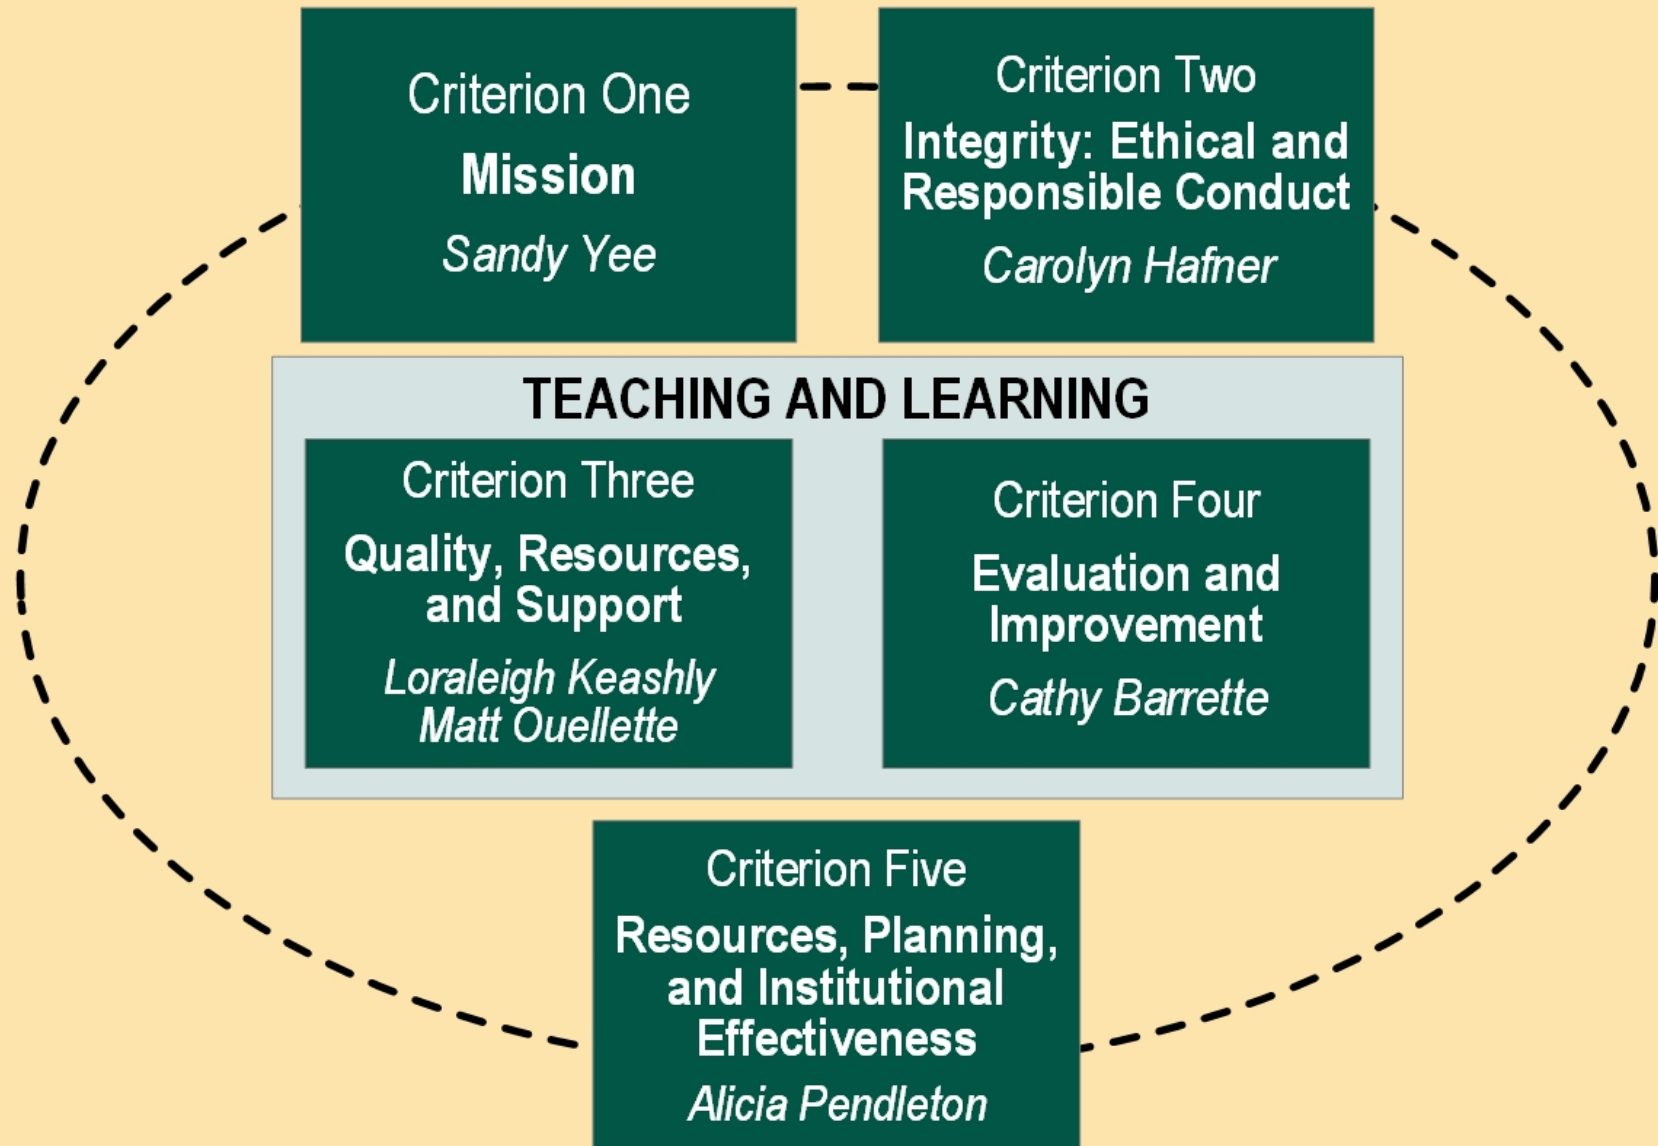 Criterion One
Mission
Sandy Yee
Criterion Two
Integrity: Ethical and
Responsible Conduct
Carolyn Hafner
TEACHING AND LEARNING
Criterion Three
Quality, Resources,
and Support
Loraleigh Keashly
Matt Ouellette
Criterion Four
Evaluation and
Improvement
Cathy Barrette
Criterion Five
Resources, Planning,
and Institutional
Effectiveness
Alicia Pendleton